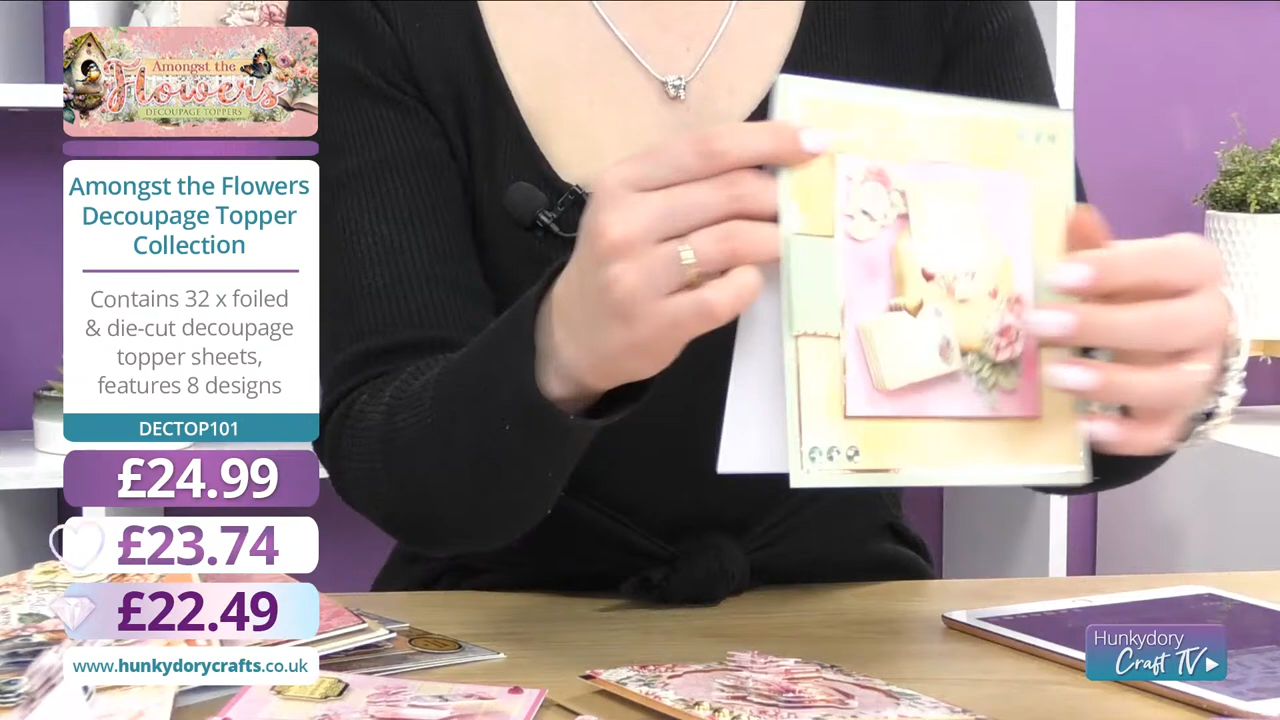 Amongst the
Flowers
DECOUPAGE TOPPERS
Amongst the Flowers
Decoupage Topper
Collection
Contains 32 x foiled
& die-cut decoupage
topper sheets,
features 8 designs
DECTOP101
£24.99
£23.74
£22.49
www.hunkydorycrafts.co.uk
Hunkydory
Craft TV